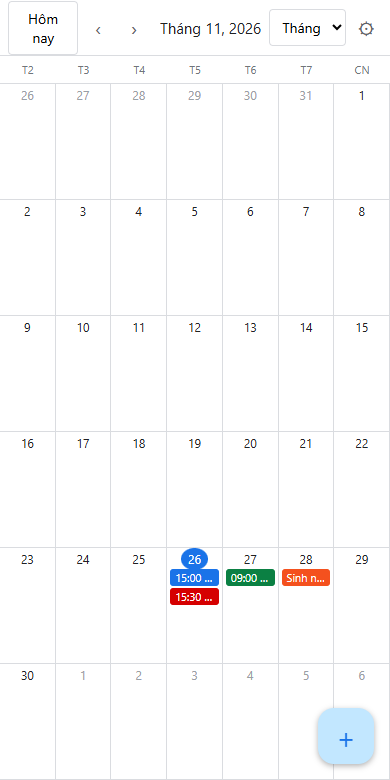 Hôm nay
‹ › Tháng 11, 2026 Tháng
T2 T3 T4 T5 T6 T7 CN
26 27 28 29 30 31 1
2 3 4 5 6 7 8
9 10 11 12 13 14 15
16 17 18 19 20 21 22
23 24 25 26 27 28 29
15:00 ... 09:00 ... Sinh n...
15:30 ...
30 1 2 3 4 5 6
+